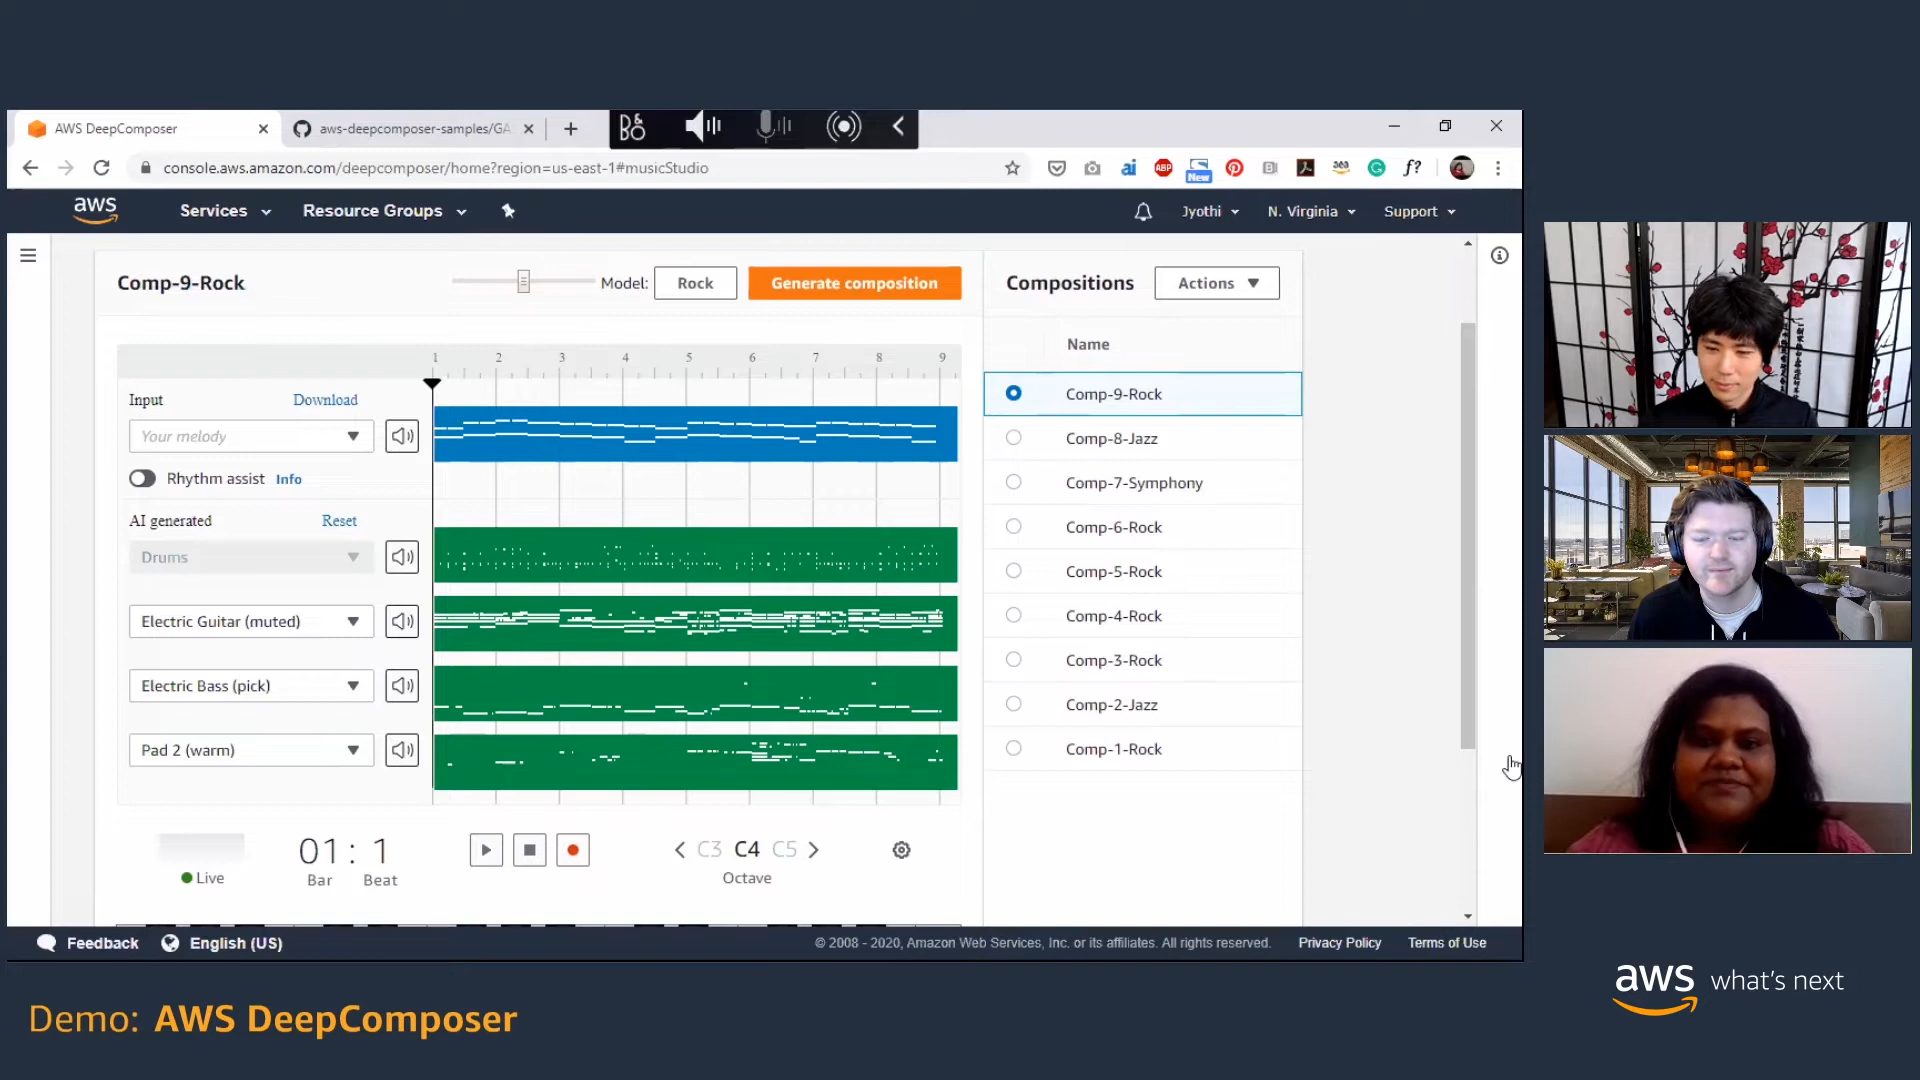 AWS DeepComposer
aws-deepcomposer-samples/GA
console.aws.amazon.com/deepcomposer/home?region=us-east-1#musicStudio
aws
Services
Resource Groups
Jyothi
N. Virginia
Support
Comp-9-Rock
Model:
Rock
Generate composition
Compositions
Actions
1 2 3 4 5 6 7 8 9
Name
Input
Download
Your melody
Rhythm assist
Info
AI generated
Reset
Drums
Electric Guitar (muted)
Electric Bass (pick)
Pad 2 (warm)
Comp-9-Rock
Comp-8-Jazz
Comp-7-Symphony
Comp-6-Rock
Comp-5-Rock
Comp-4-Rock
Comp-3-Rock
Comp-2-Jazz
Comp-1-Rock
Live
01 : 1
Bar
Beat
C3 C4 C5
Octave
Feedback
English (US)
© 2008 - 2020, Amazon Web Services, Inc. or its affiliates. All rights reserved.
Privacy Policy
Terms of Use
Demo: AWS DeepComposer
aws what's next